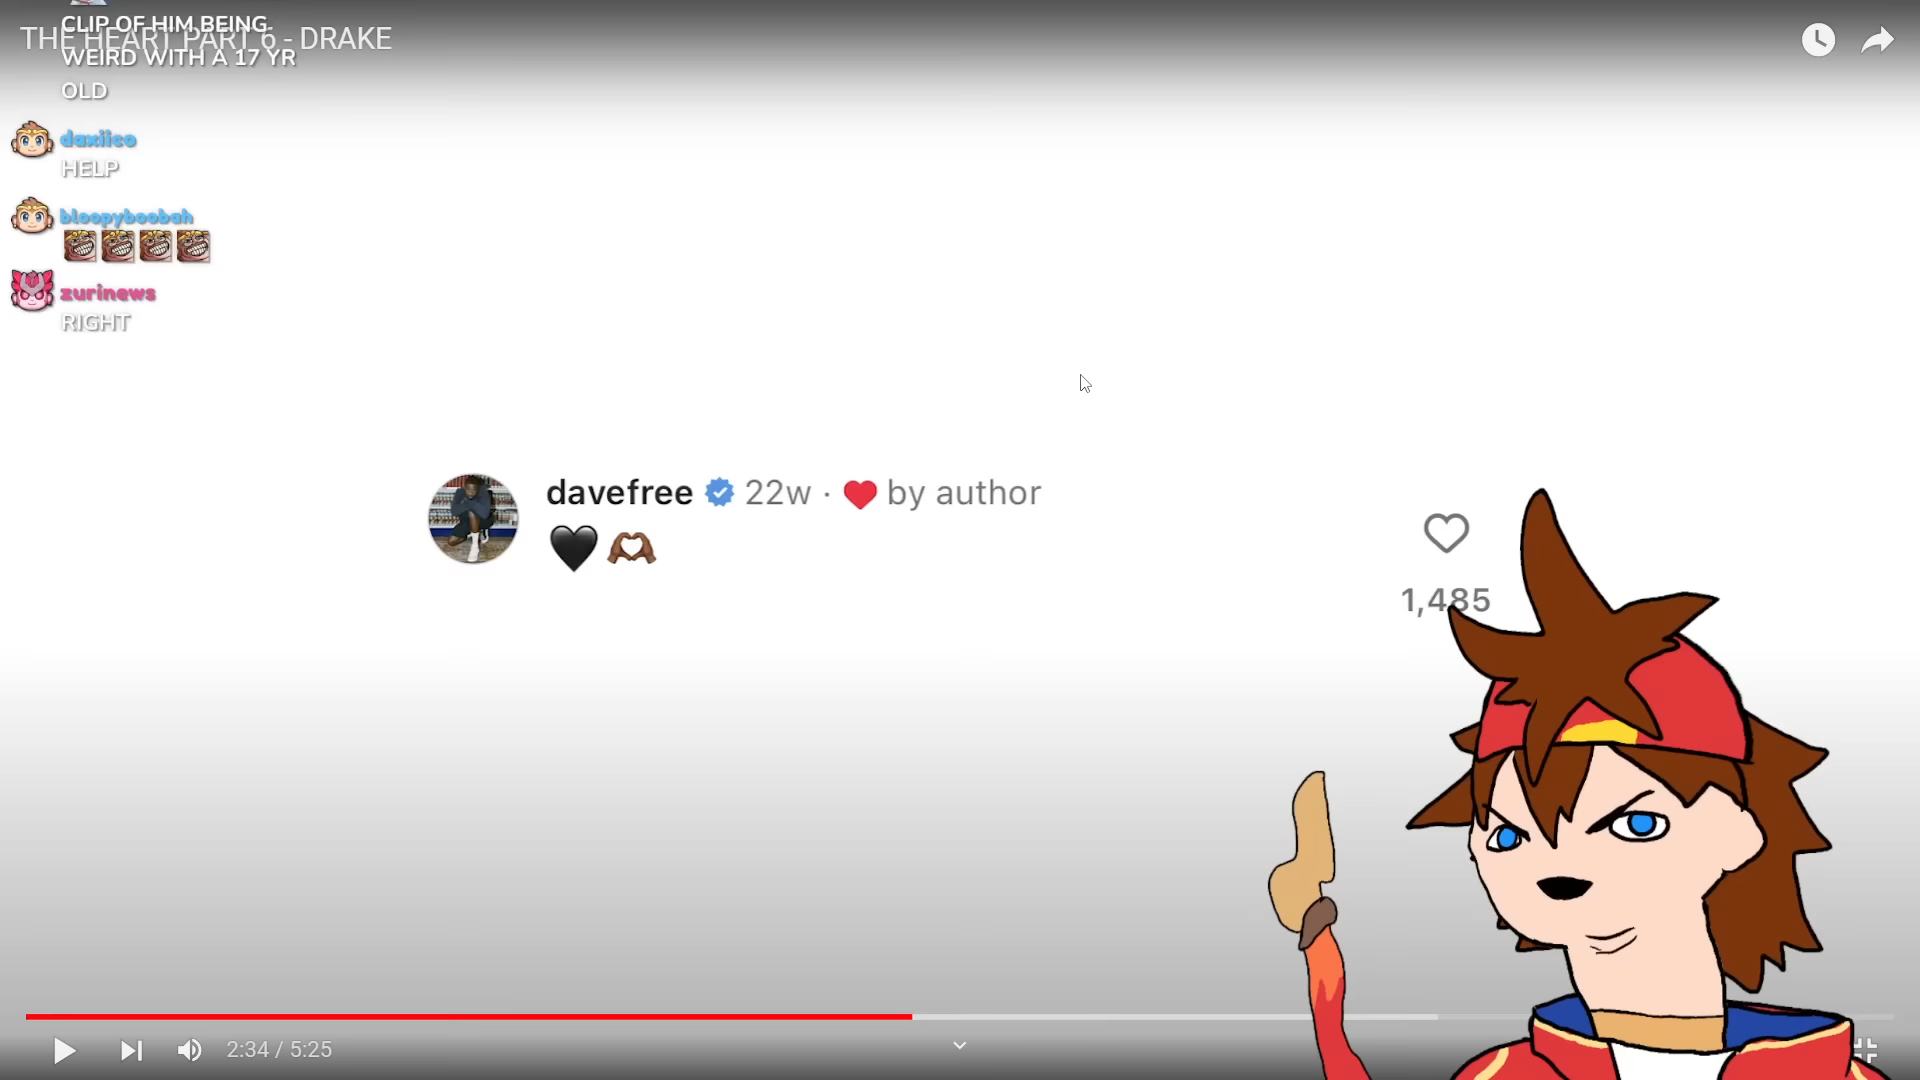 CLIP OF HIM BEING
THE HEART PART 6 - DRAKE
WEIRD WITH A 17 YR
OLD
daxiico
HELP
bloopyboobah
zurinews
RIGHT
davefree 22w · by author
1,485
2:34 / 5:25